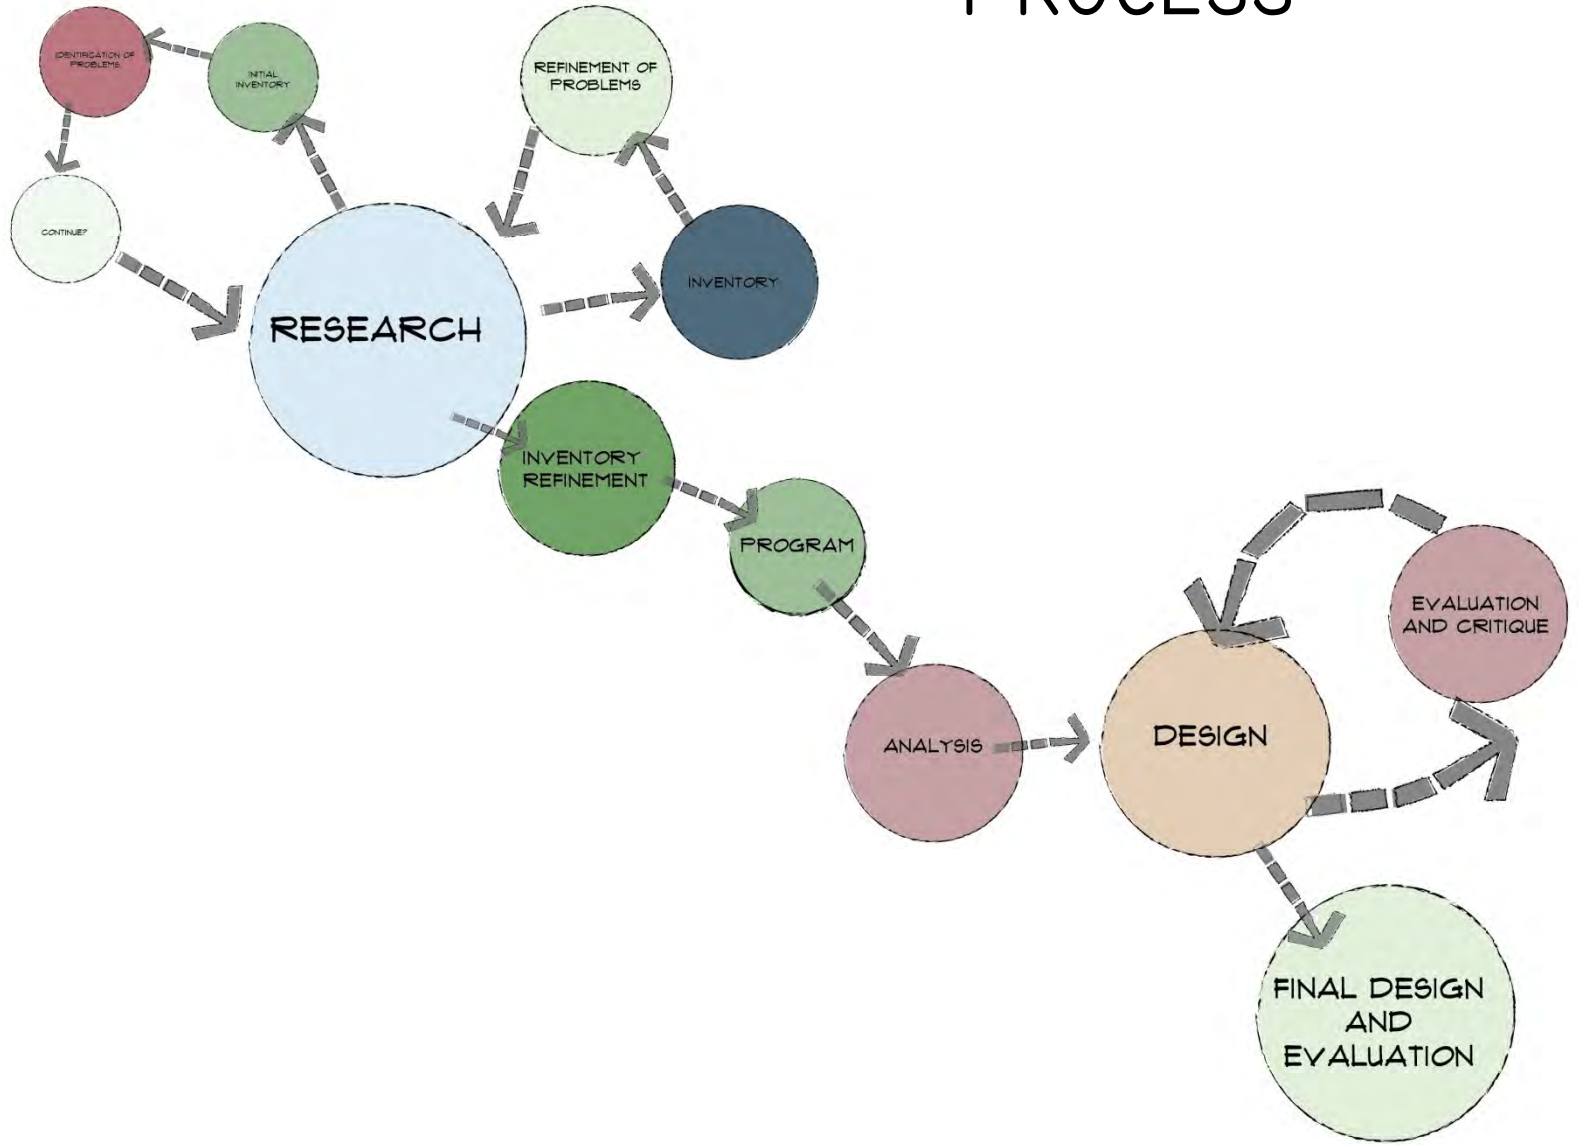 PROCESS
IDENTIFICATION OF
PROBLEMS
INITIAL
INVENTORY
REFINEMENT OF
PROBLEMS
CONTINUE?
INVENTORY
RESEARCH
INVENTORY
REFINEMENT
PROGRAM
EVALUATION
AND CRITIQUE
ANALYSIS
DESIGN
FINAL DESIGN
AND
EVALUATION